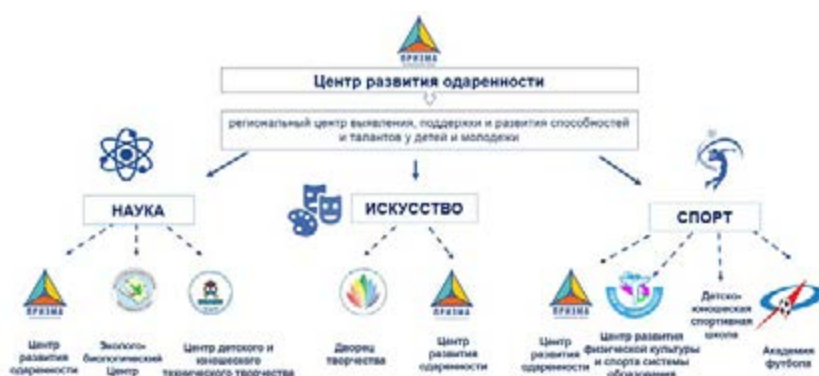 ПРИЗМА
Центр развития одаренности
региональный центр выявления, поддержки и развития способностей
и талантов у детей и молодежи
НАУКА
ИСКУССТВО
СПОРТ
ПРИЗМА
Центр
развития
одаренности
Эколого-
биологический
Центр
Центр детского и
юношеского
технического творчества
Дворец
творчества
ПРИЗМА
Центр
развития
одаренности
ПРИЗМА
Центр
развития
одаренности
Центр развития
физической культуры
и спорта системы
образования
Детско-
юношеская
спортивная
школа
Академия
футбола